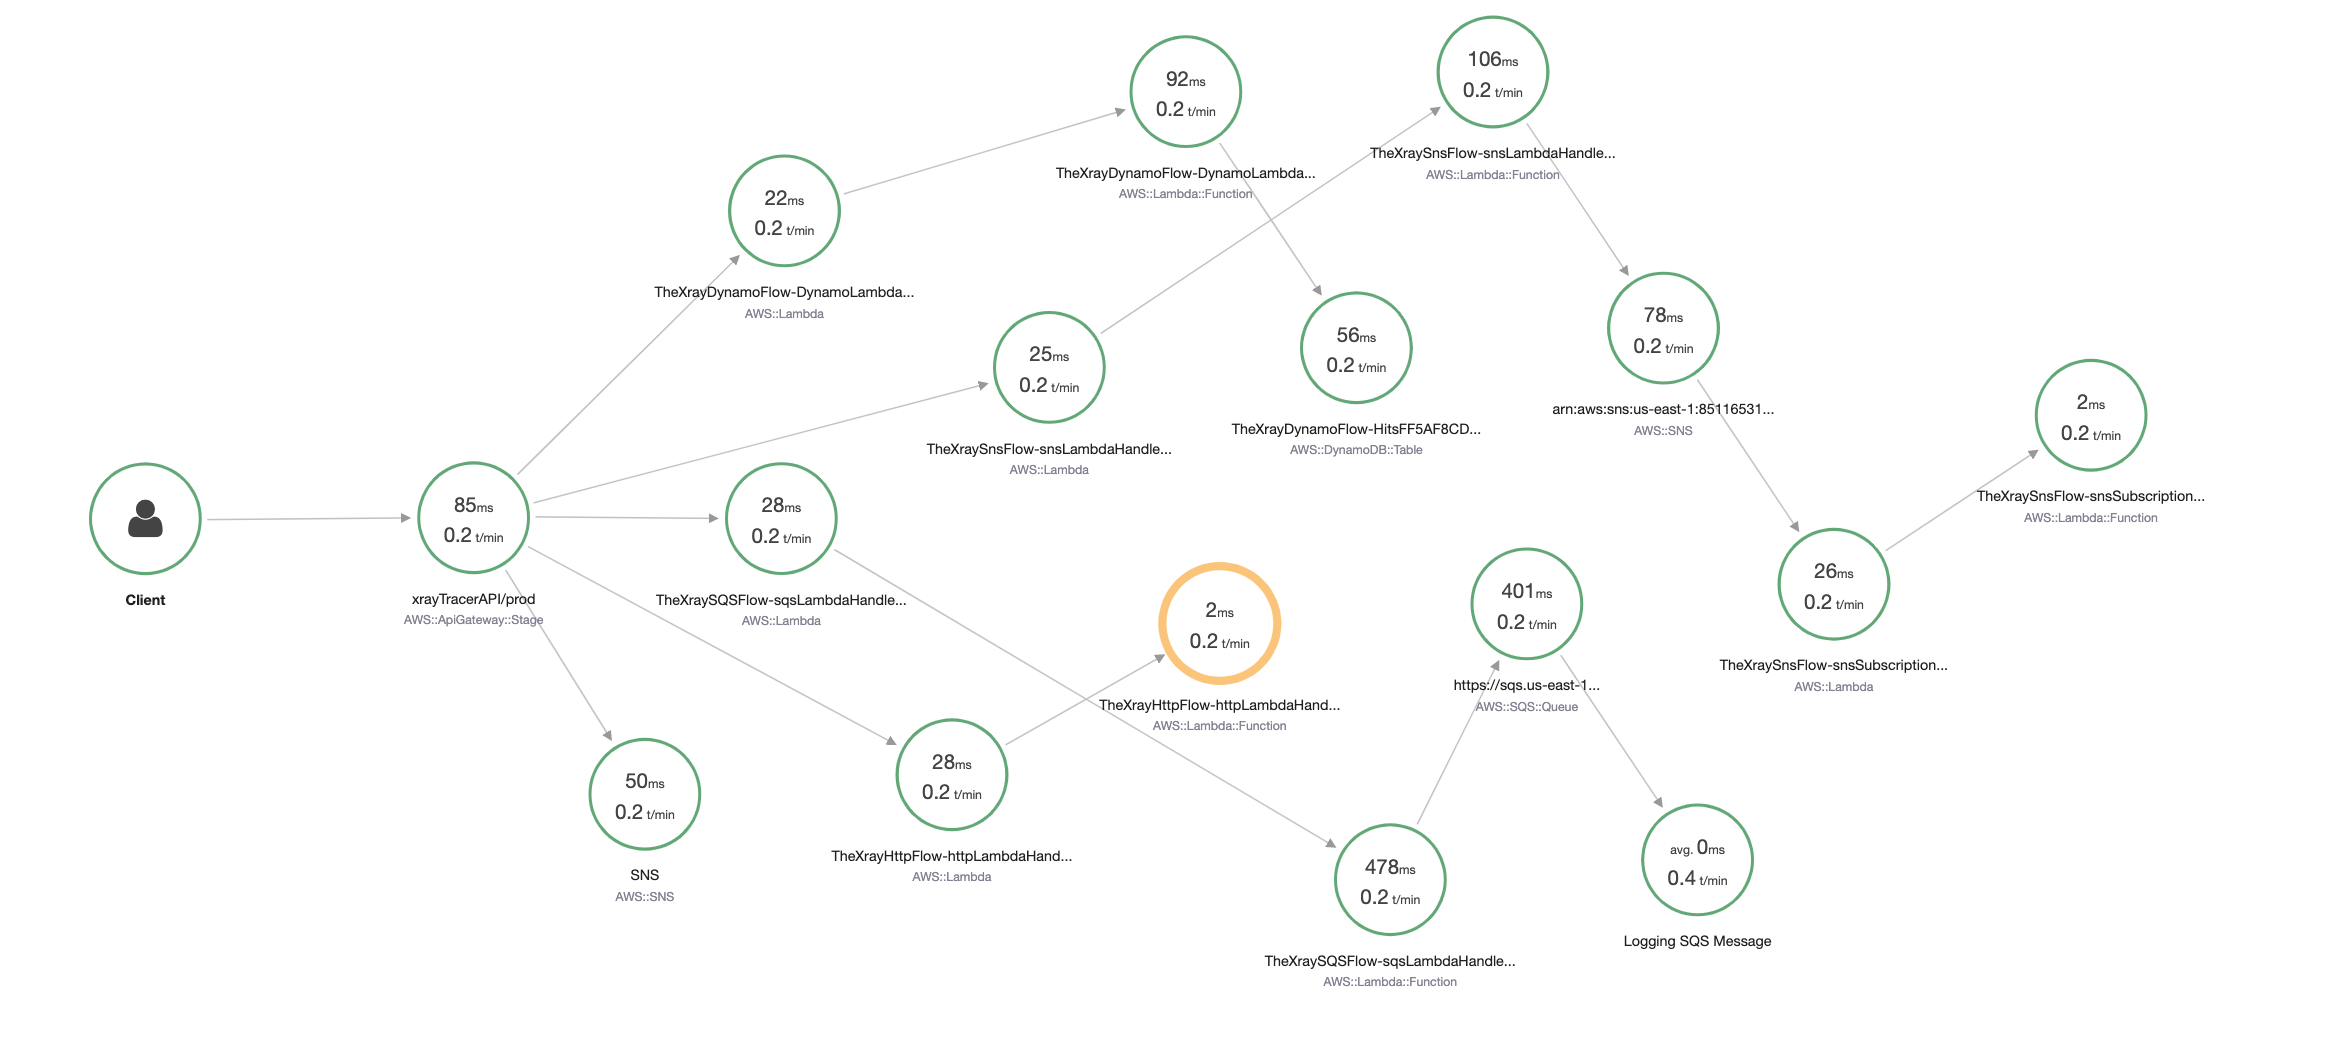 Client
85ms
0.2 t/min
xrayTracerAPI/prod
AWS::ApiGateway::Stage
22ms
0.2 t/min
TheXrayDynamoFlow-DynamoLambda...
AWS::Lambda
92ms
0.2 t/min
TheXrayDynamoFlow-DynamoLambda...
AWS::Lambda::Function
56ms
0.2 t/min
TheXrayDynamoFlow-HitsFF5AF8CD...
AWS::DynamoDB::Table
25ms
0.2 t/min
TheXraySnsFlow-snsLambdaHandle...
AWS::Lambda
106ms
0.2 t/min
TheXraySnsFlow-snsLambdaHandle...
AWS::Lambda::Function
78ms
0.2 t/min
arn:aws:sns:us-east-1:85116531...
AWS::SNS
26ms
0.2 t/min
TheXraySnsFlow-snsSubscription...
AWS::Lambda
2ms
0.2 t/min
TheXraySnsFlow-snsSubscription...
AWS::Lambda::Function
28ms
0.2 t/min
TheXraySQSFlow-sqsLambdaHandle...
AWS::Lambda
478ms
0.2 t/min
TheXraySQSFlow-sqsLambdaHandle...
AWS::Lambda::Function
401ms
0.2 t/min
https://sqs.us-east-1...
AWS::SQS::Queue
avg. 0ms
0.4 t/min
Logging SQS Message
28ms
0.2 t/min
TheXrayHttpFlow-httpLambdaHand...
AWS::Lambda
2ms
0.2 t/min
TheXrayHttpFlow-httpLambdaHand...
AWS::Lambda::Function
50ms
0.2 t/min
SNS
AWS::SNS